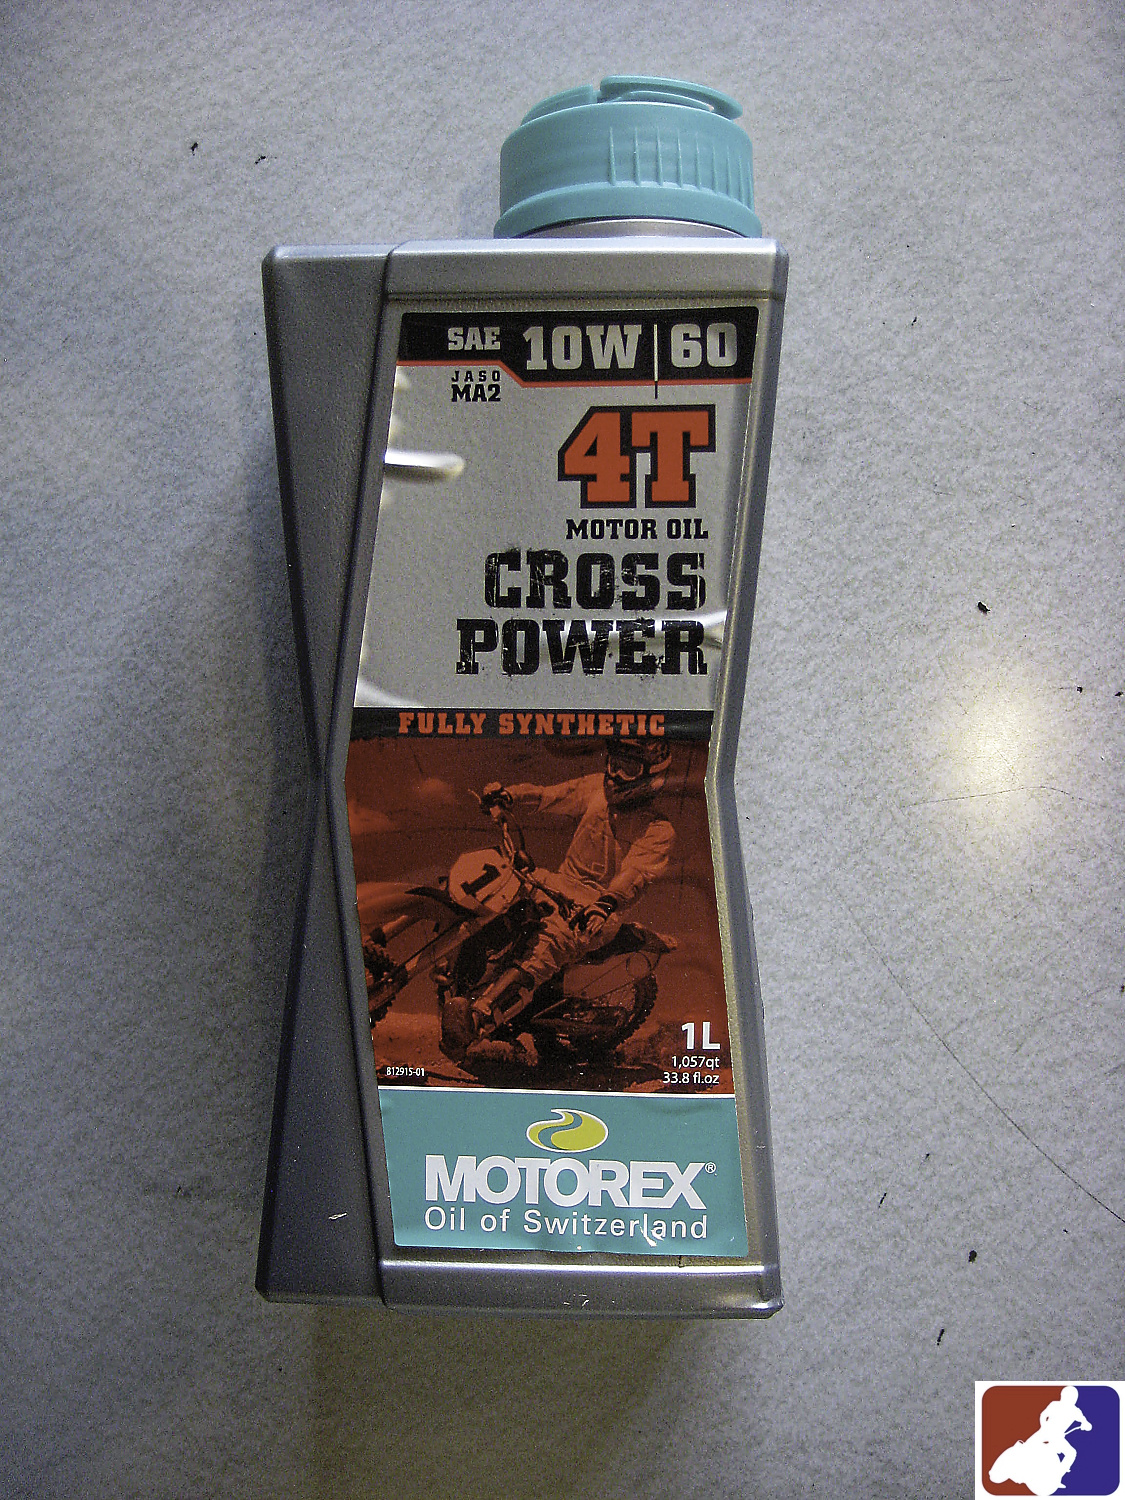 SAE 10W 60
JASO
MA2
4T
MOTOR OIL
CROSS
POWER
FULLY SYNTHETIC
1
1L
1,057qt
33.8 fl.oz
B12915-01
MOTOREX®
Oil of Switzerland